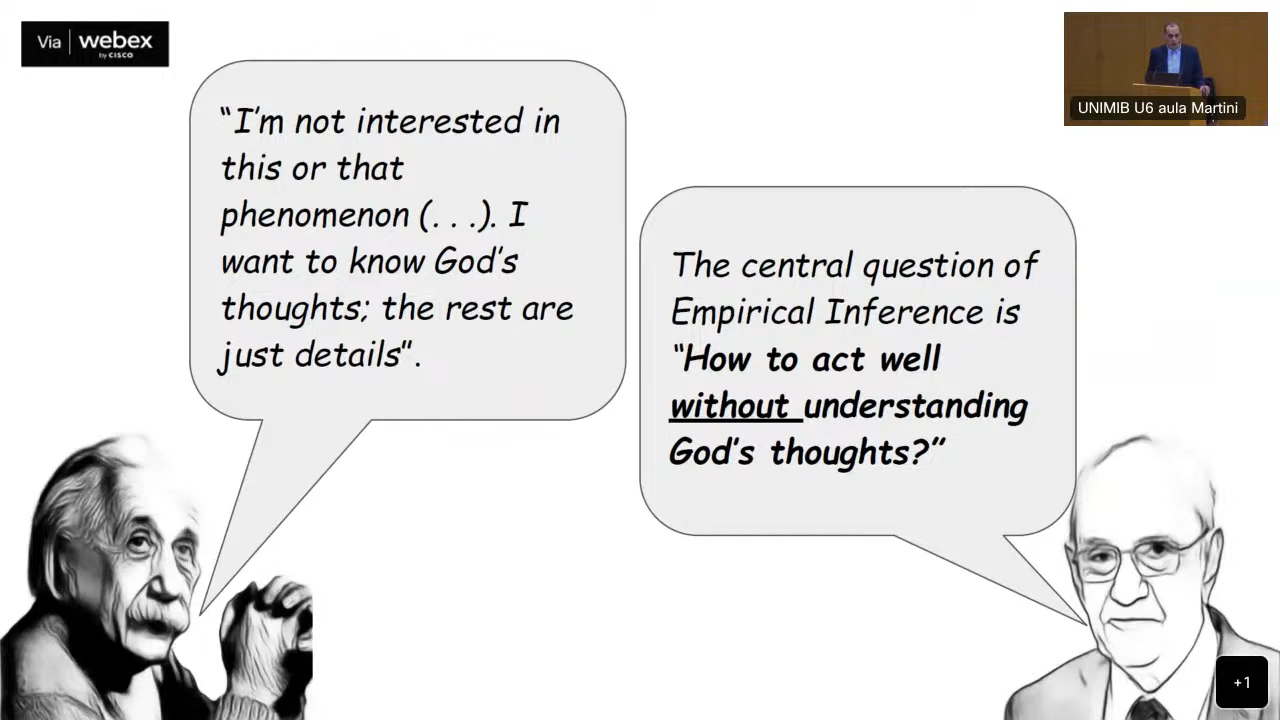 Via | webex
by CISCO
UNIMIB U6 aula Martini
“I’m not interested in
this or that
phenomenon (. . .). I
want to know God’s
thoughts; the rest are
just details”.
The central question of
Empirical Inference is
“How to act well
without understanding
God’s thoughts?”
+1